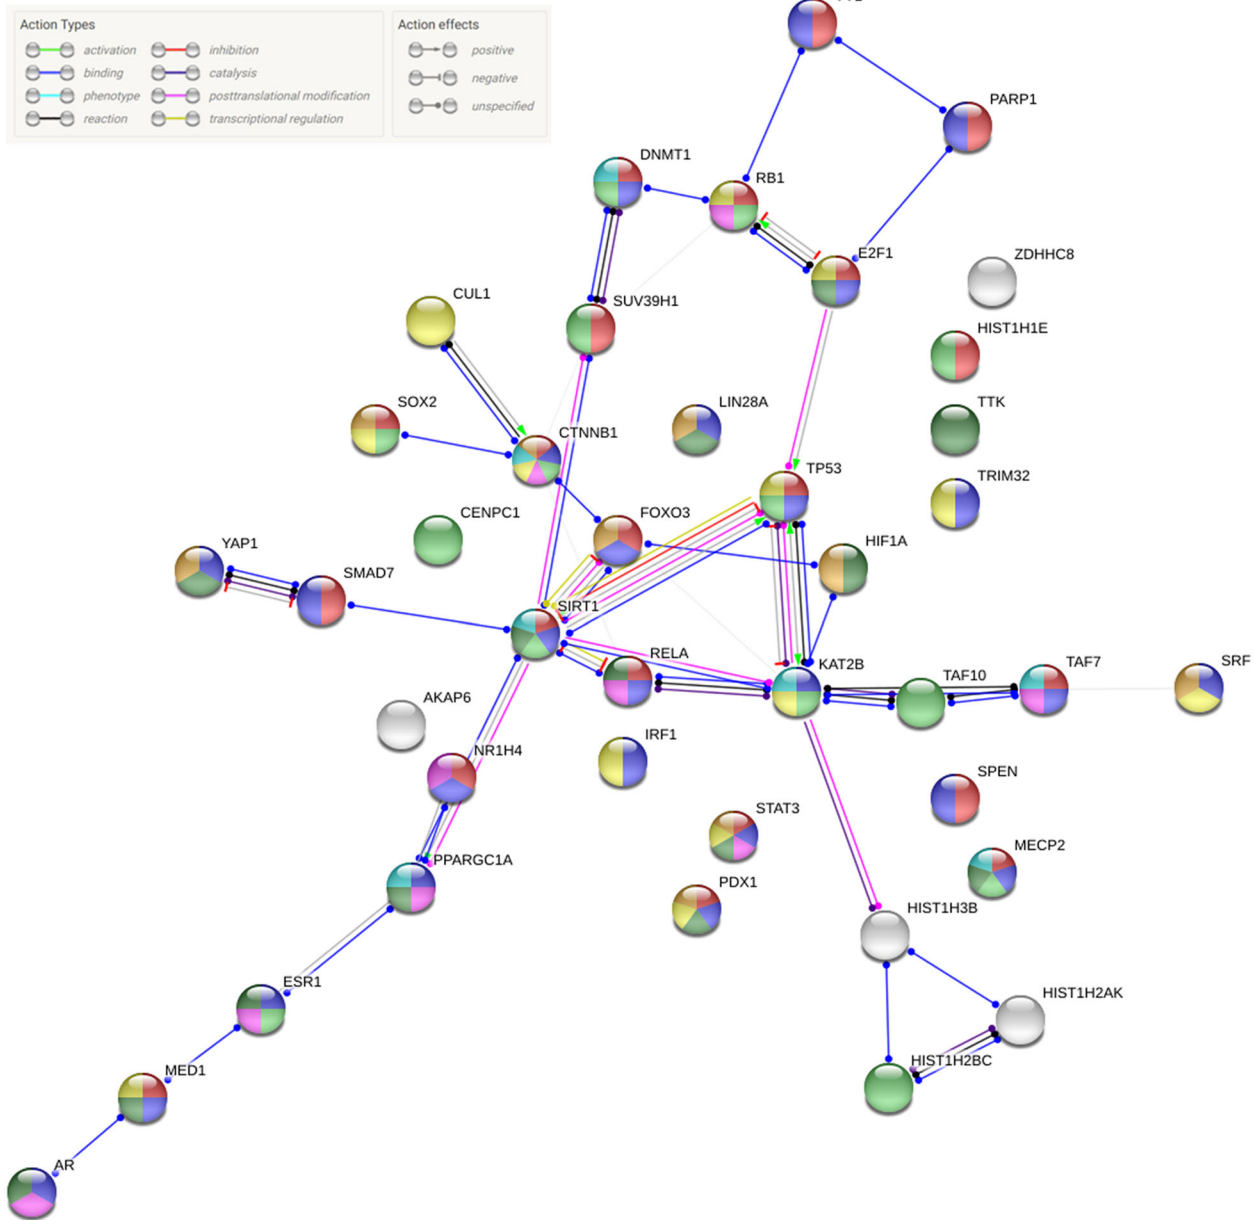 Action Types
activation
inhibition
binding
catalysis
phenotype
posttranslational modification
reaction
transcriptional regulation
Action effects
positive
negative
unspecified
PARP1
DNMT1
RB1
E2F1
ZDHHC8
CUL1
SUV39H1
HIST1H1E
SOX2
LIN28A
TTK
CTNNB1
TP53
TRIM32
CENPC1
FOXO3
HIF1A
YAP1
SMAD7
SIRT1
RELA
KAT2B
TAF10
TAF7
SRF
AKAP6
NR1H4
IRF1
SPEN
STAT3
MECP2
PPARGC1A
PDX1
HIST1H3B
ESR1
HIST1H2AK
HIST1H2BC
MED1
AR